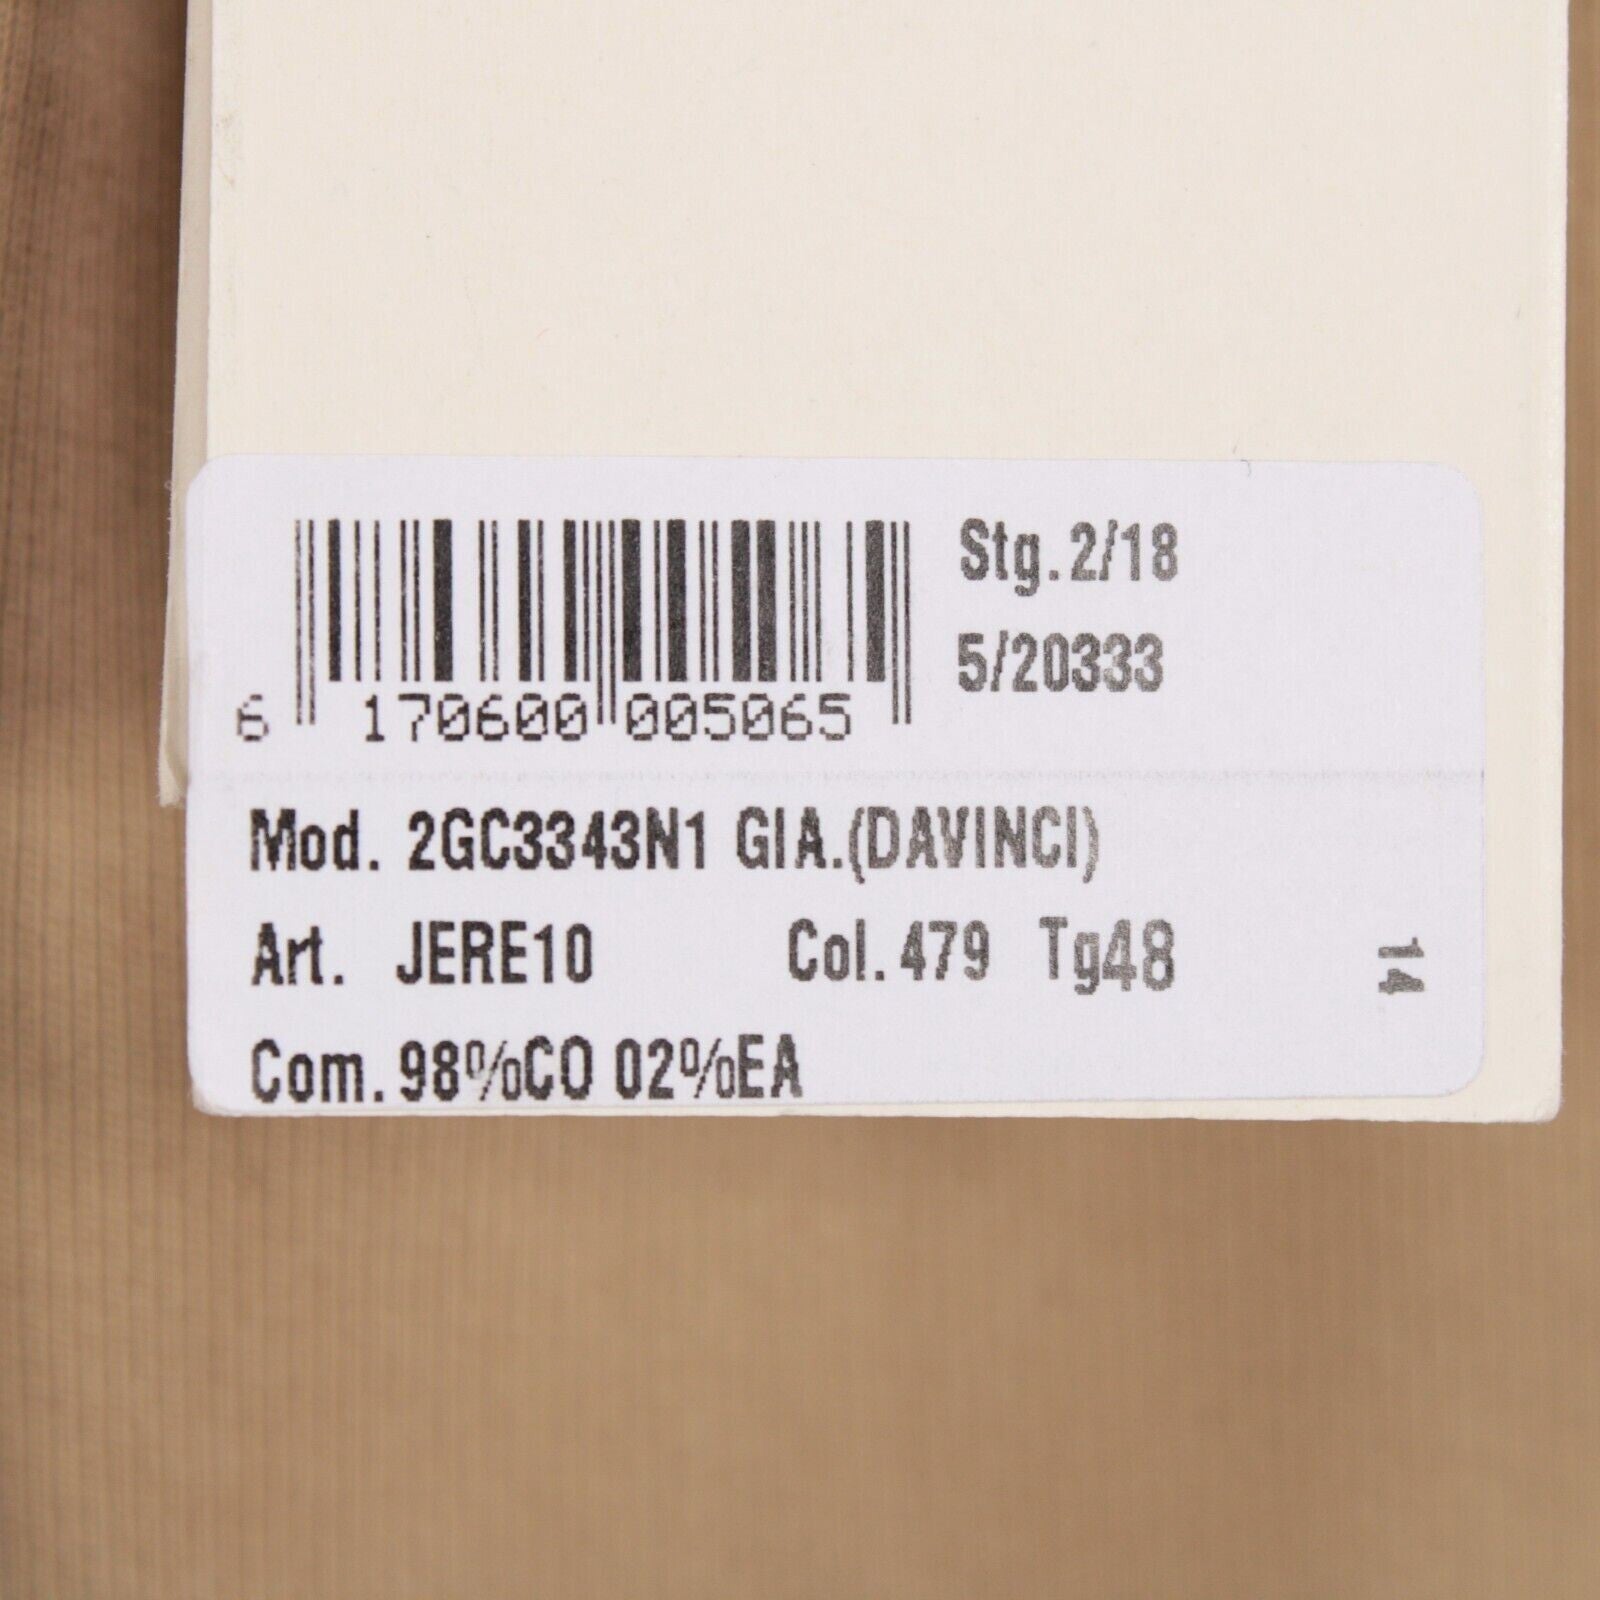 Stg.2/18
5/20333
6 170600 005065
Mod. 2GC3343N1 GIA.(DAVINCI)
Art. JERE10 Col.479 Tg48
14
Com.98%CO 02%EA